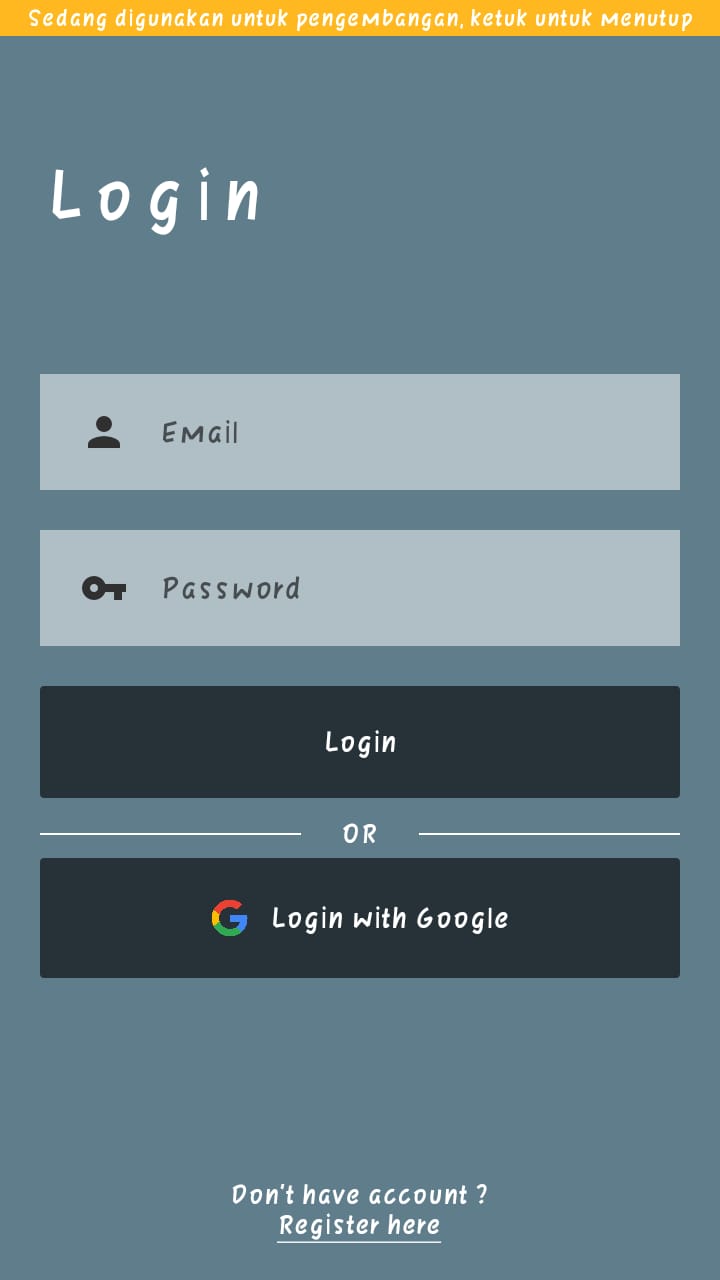 Sedang digunakan untuk pengembangan, ketuk untuk menutup
Login
Email
Password
Login
OR
Login with Google
Don't have account ?
Register here